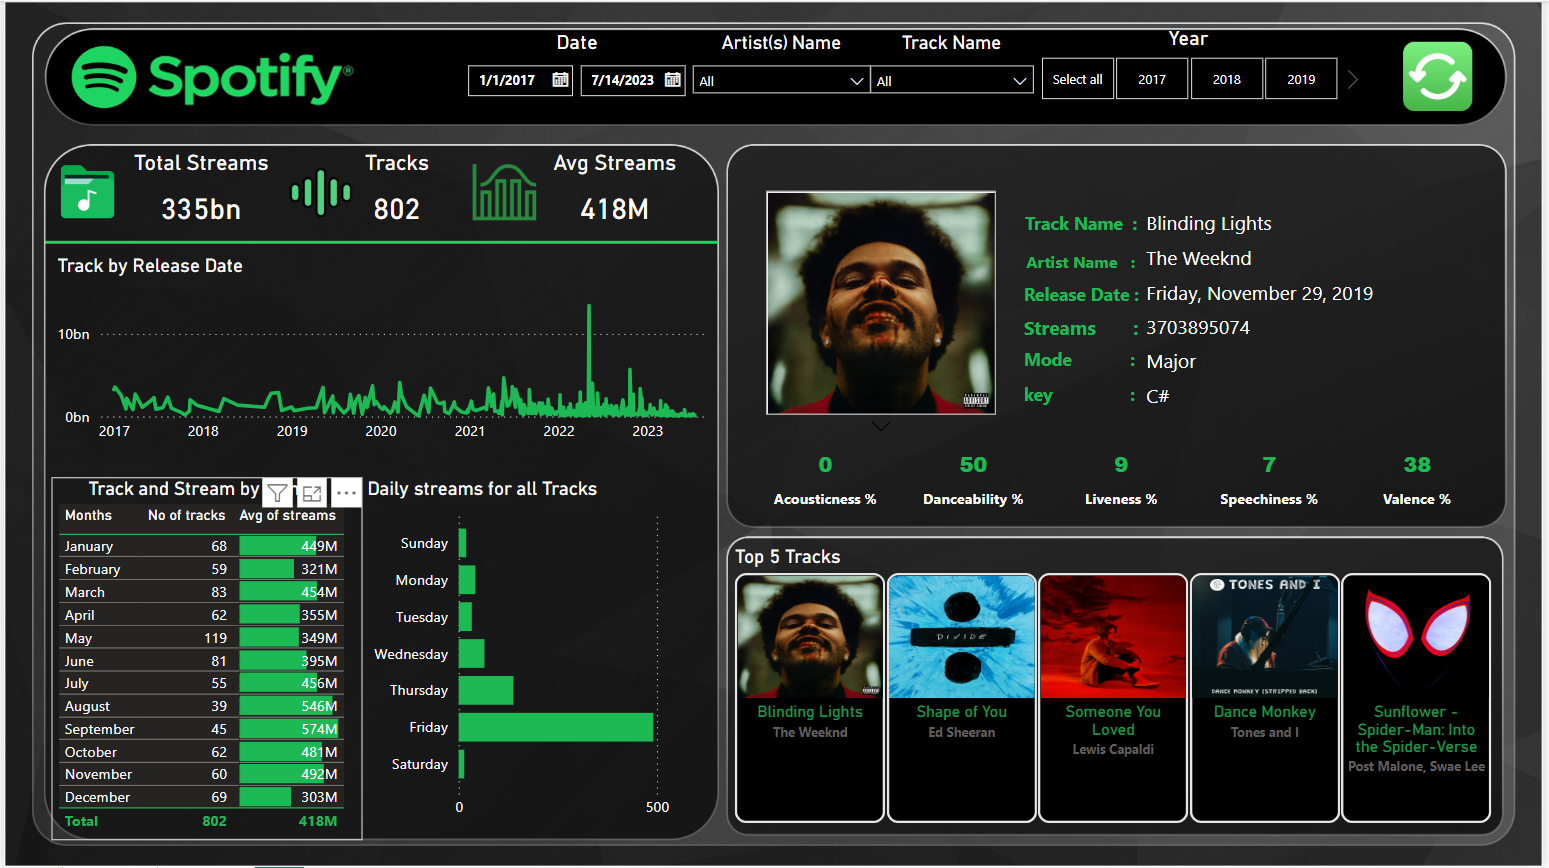 Spotify®
Date
Artist(s) Name
Track Name
Year
1/1/2017
7/14/2023
All
All
Select all
2017
2018
2019
Total Streams
335bn
Tracks
802
Avg Streams
418M
Track by Release Date
10bn
0bn
2017 2018 2019 2020 2021 2022 2023
Track and Stream by
Months No of tracks Avg of streams
January 68 449M
February 59 321M
March 83 454M
April 62 355M
May 119 349M
June 81 395M
July 55 456M
August 39 546M
September 45 574M
October 62 481M
November 60 492M
December 69 303M
Total 802 418M
Daily streams for all Tracks
Sunday
Monday
Tuesday
Wednesday
Thursday
Friday
Saturday
0 500
Track Name : Blinding Lights
Artist Name : The Weeknd
Release Date : Friday, November 29, 2019
Streams : 3703895074
Mode : Major
key : C#
0 50 9 7 38
Acousticness % Danceability % Liveness % Speechiness % Valence %
Top 5 Tracks
Blinding Lights
The Weeknd
DIVIDE
Shape of You
Ed Sheeran
Someone You
Loved
Lewis Capaldi
TONES AND I
DANCE MONKEY (STRIPPED BACK)
Dance Monkey
Tones and I
Sunflower -
Spider-Man: Into
the Spider-Verse
Post Malone, Swae Lee